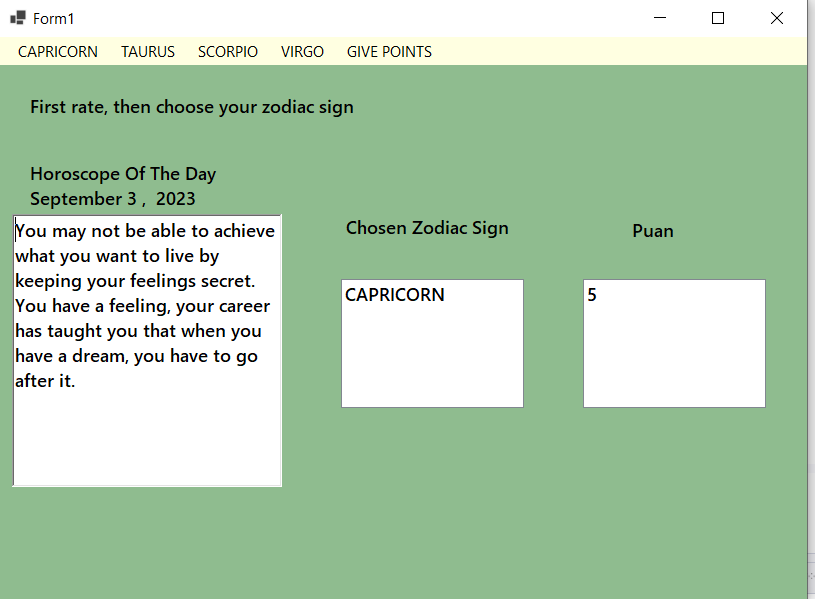 Form1
CAPRICORN TAURUS SCORPIO VIRGO GIVE POINTS
First rate, then choose your zodiac sign
Horoscope Of The Day
September 3 , 2023
You may not be able to achieve
what you want to live by
keeping your feelings secret.
You have a feeling, your career
has taught you that when you
have a dream, you have to go
after it.
Chosen Zodiac Sign
CAPRICORN
Puan
5